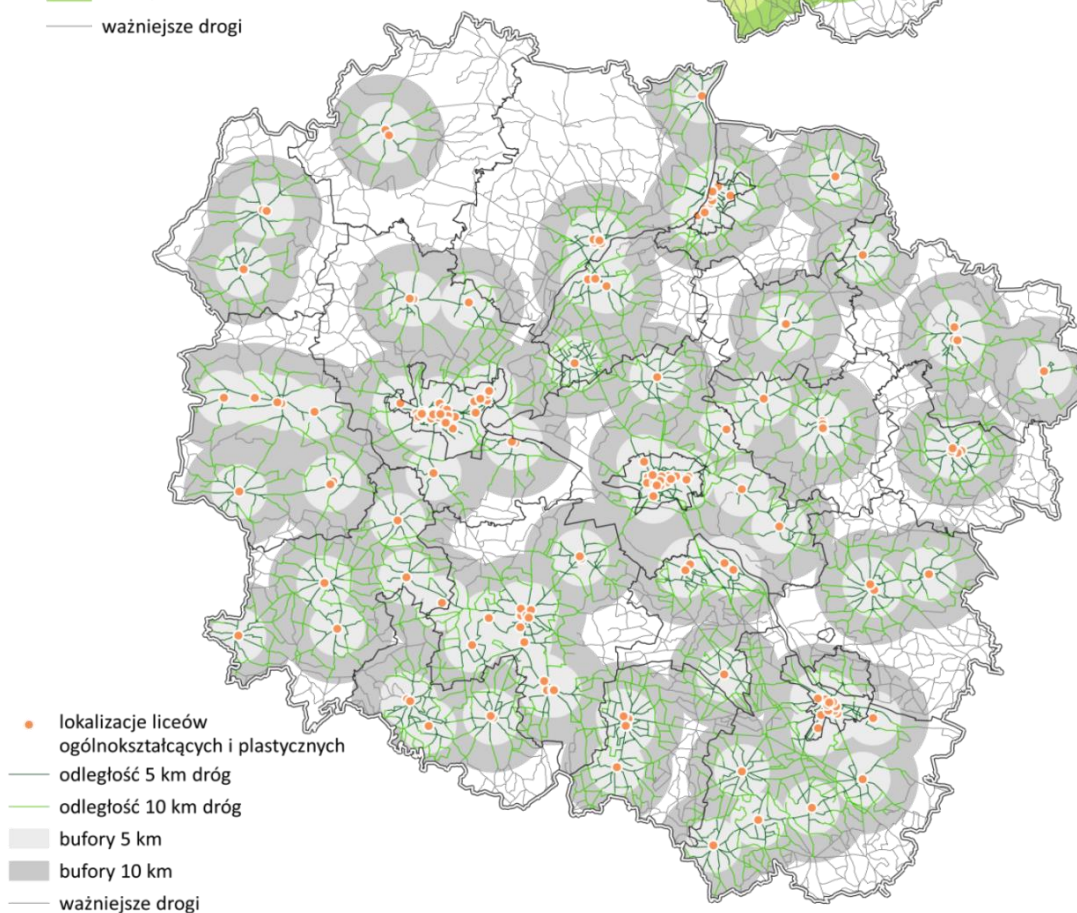 ważniejsze drogi
lokalizacje liceów
ogólnokształcących i plastycznych
odległość 5 km dróg
odległość 10 km dróg
bufory 5 km
bufory 10 km
ważniejsze drogi